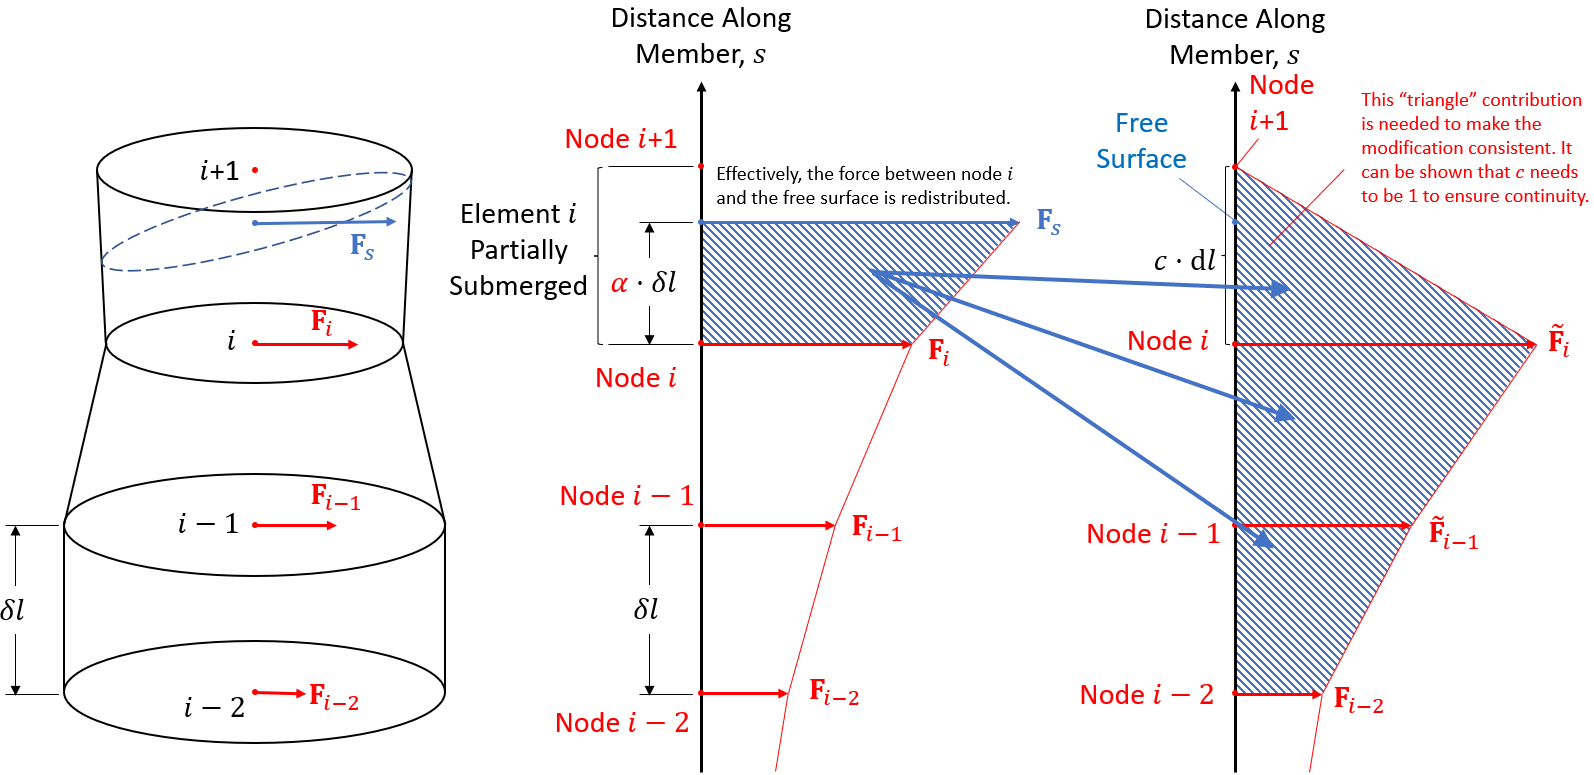 i+1
F_s
F_i
i
F_{i−1}
i − 1
δl
i − 2
F_{i−2}
Distance Along
Member, s
Node i+1
Effectively, the force between node i
and the free surface is redistributed.
Element i
Partially
Submerged
α · δl
F_s
F_i
Node i
Node i − 1
F_{i−1}
δl
F_{i−2}
Node i − 2
Distance Along
Member, s
Node
i+1
Free
Surface
This “triangle” contribution
is needed to make the
modification consistent. It
can be shown that c needs
to be 1 to ensure continuity.
c · dl
Node i
F̃_i
Node i − 1
F̃_{i−1}
Node i − 2
F_{i−2}